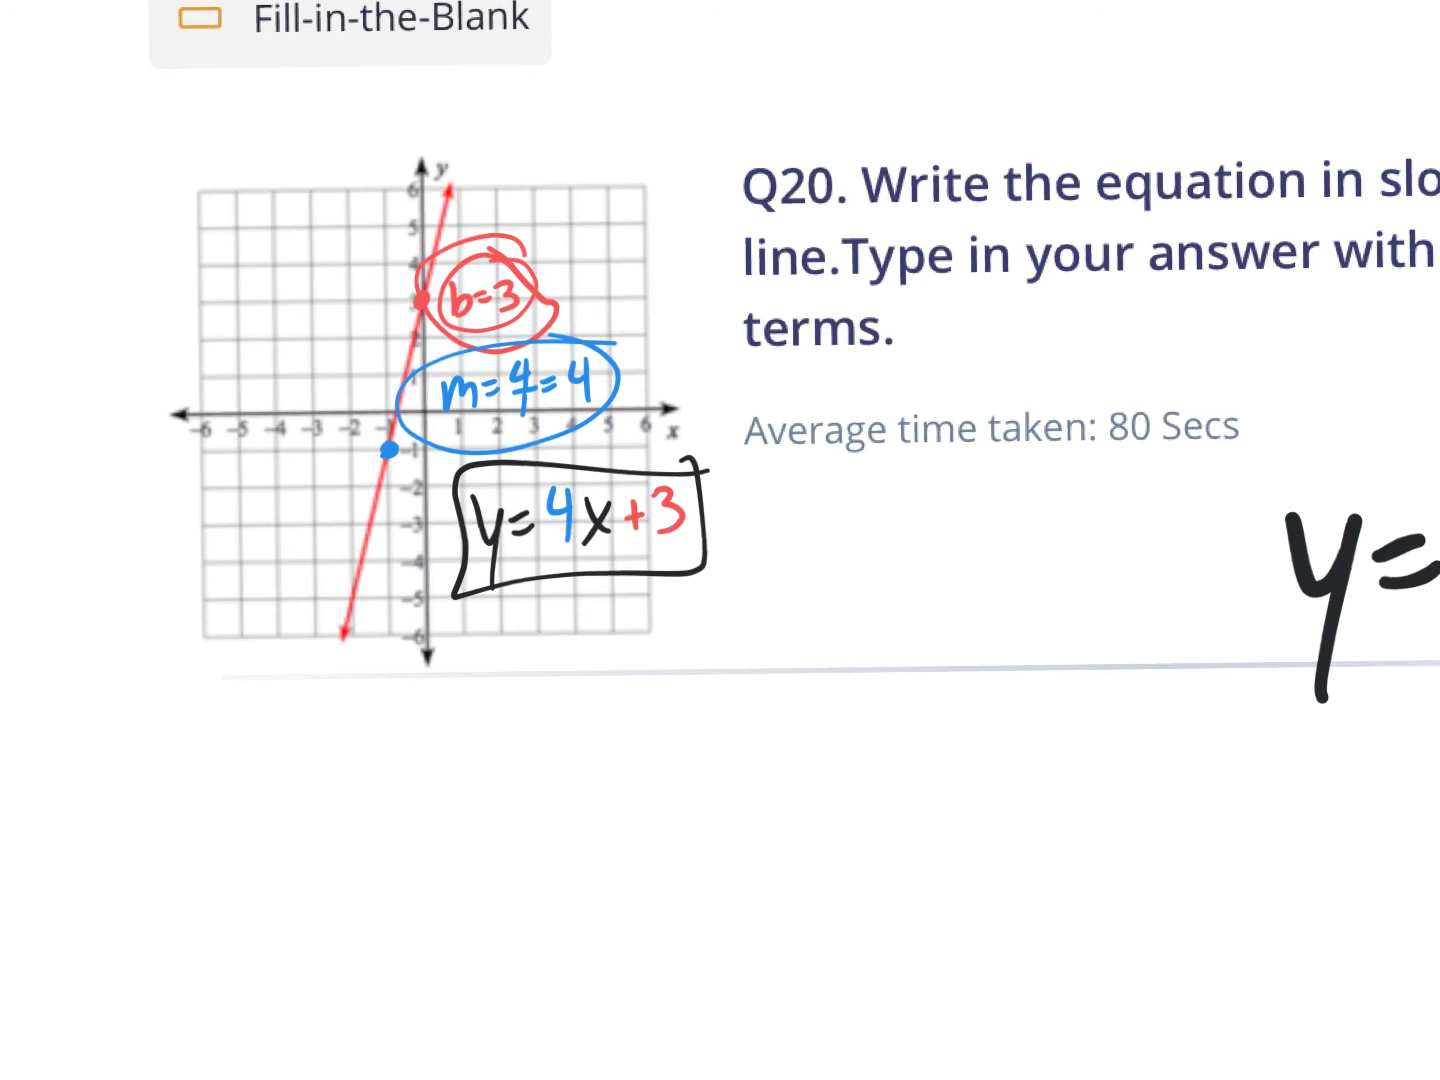 Fill-in-the-Blank
y
6
5
4
b=3
2
1
m=4/1=4
-6 -5 -4 -3 -2 -1 1 2 3 4 5 6 x
-1
-2
-3
-4
-5
-6
y=4x+3
Q20. Write the equation in slo
line.Type in your answer with
terms.
Average time taken: 80 Secs
y=